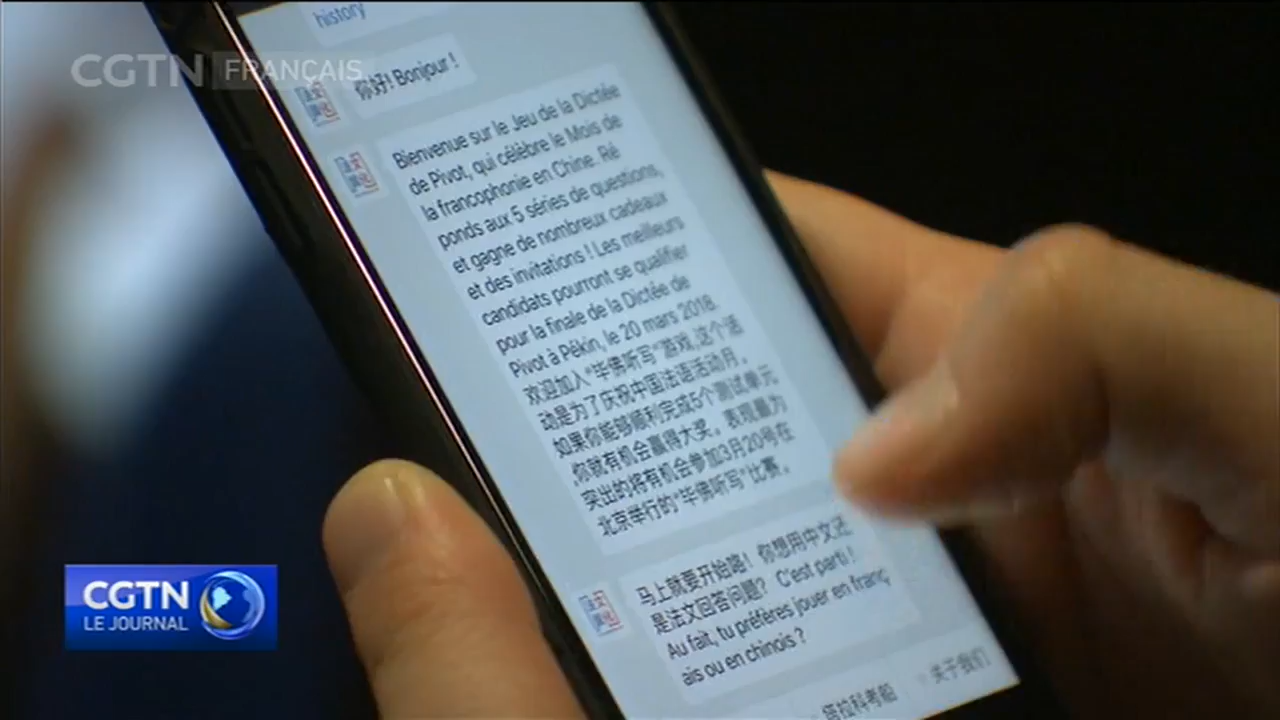 history
CGTN FRANÇAIS
你好! Bonjour !
Bienvenue sur le Jeu de la Dictée
de Pivot, qui célèbre le Mois de
la francophonie en Chine. Ré
ponds aux 5 séries de questions,
et gagne de nombreux cadeaux
et des invitations ! Les meilleurs
candidats pourront se qualifier
pour la finale de la Dictée de
Pivot à Pékin, le 20 mars 2018.
欢迎加入“毕佛听写”游戏,这个活
动是为了庆祝中国法语活动月。
如果你能够顺利完成5个测试单元
,你就有机会赢得大奖。表现最为
突出的将有机会参加3月20号在
北京举行的“毕佛听写”比赛。
马上就要开始咯！你想用中文还
是法文回答问题？ C'est parti !
Au fait, tu préfères jouer en franç
ais ou en chinois ?
塔拉科考船
关于我们
CGTN
LE JOURNAL